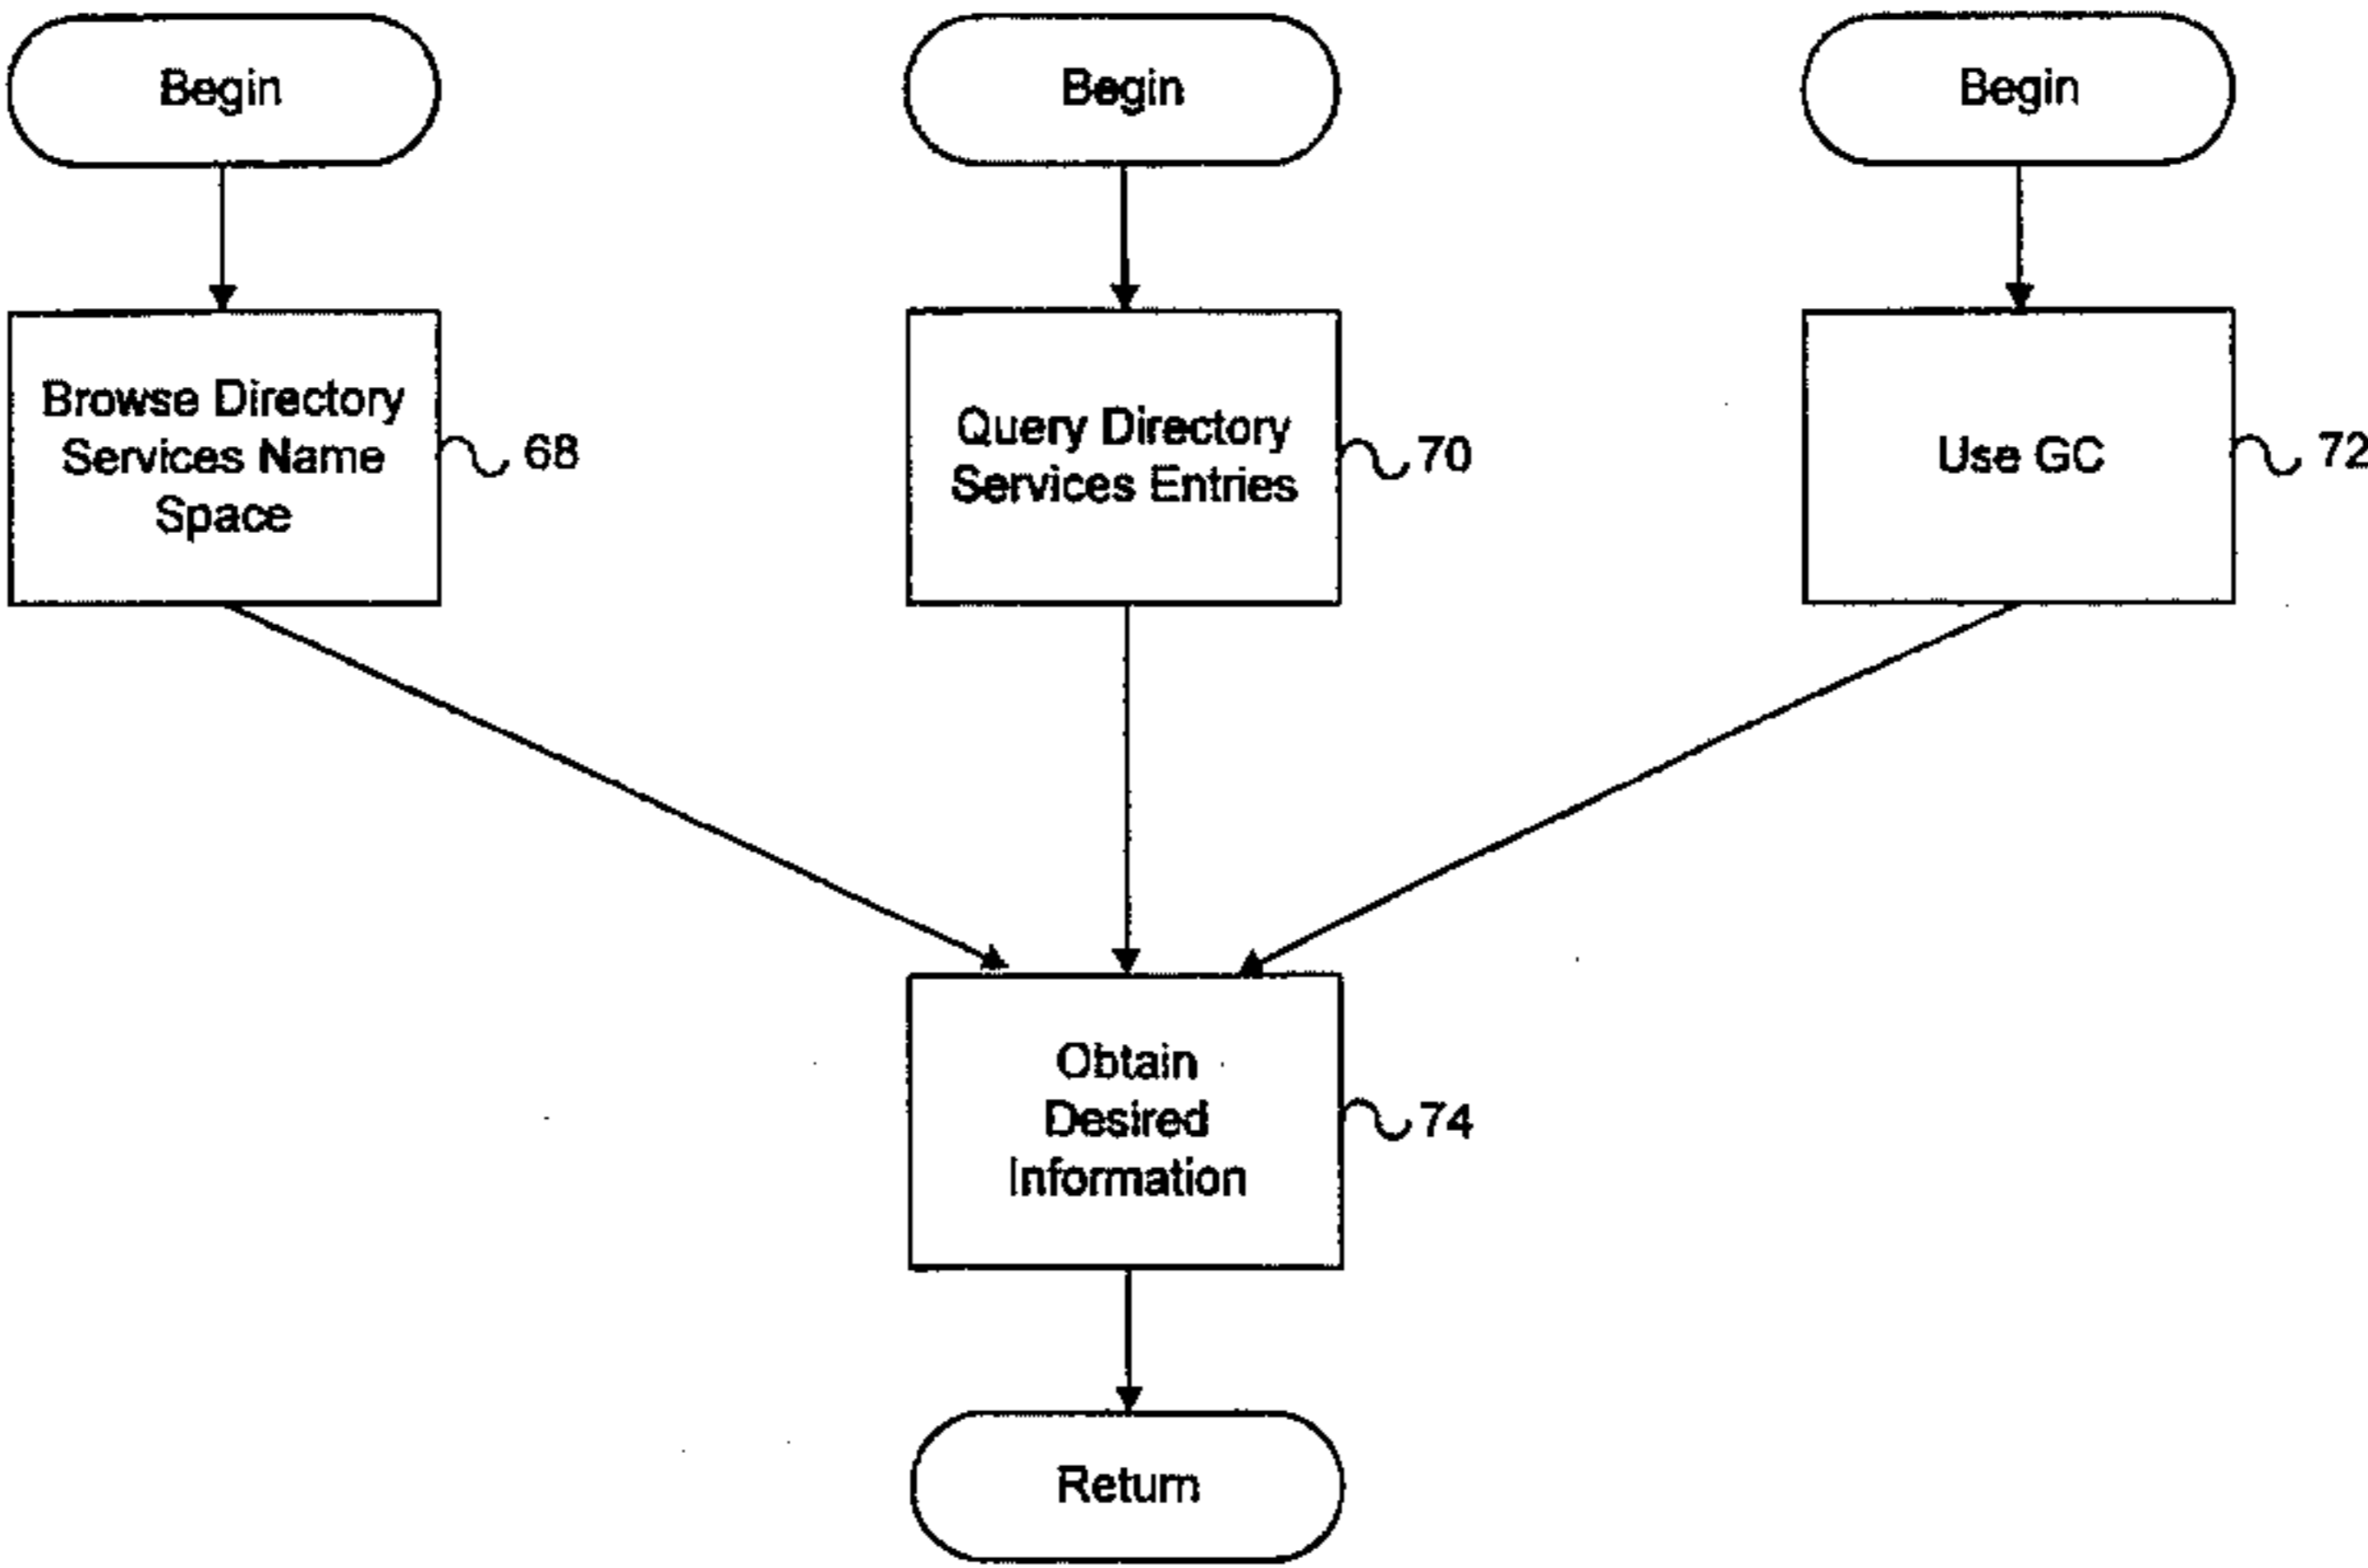 Begin
Begin
Begin
Browse Directory
Services Name
Space
68
Query Directory
Services Entries
70
Use GC
72
Obtain
Desired
Information
74
Return